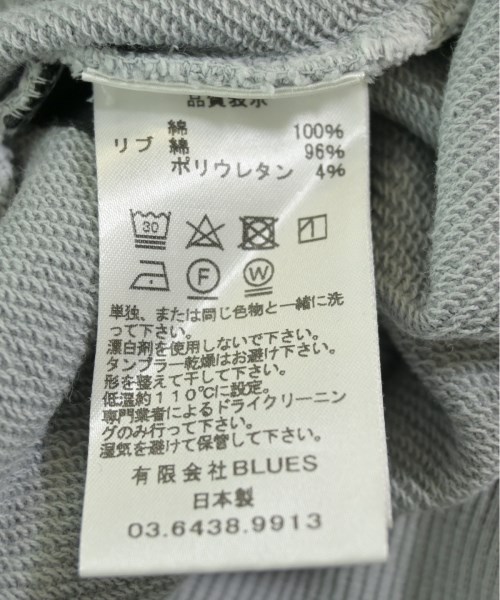 品質表示
綿 100%
リブ 綿 96%
ポリウレタン 4%
30
F W
単独、または同じ色物と一緒に洗
って下さい。
漂白剤を使用しないで下さい。
タンブラー乾燥はお避け下さい。
形を整えて干して下さい。
低温約110℃に設定。
専門業者によるドライクリーニン
グのみ行って下さい。
湿気を避けて保管して下さい。
有限会社BLUES
日本製
03.6438.9913